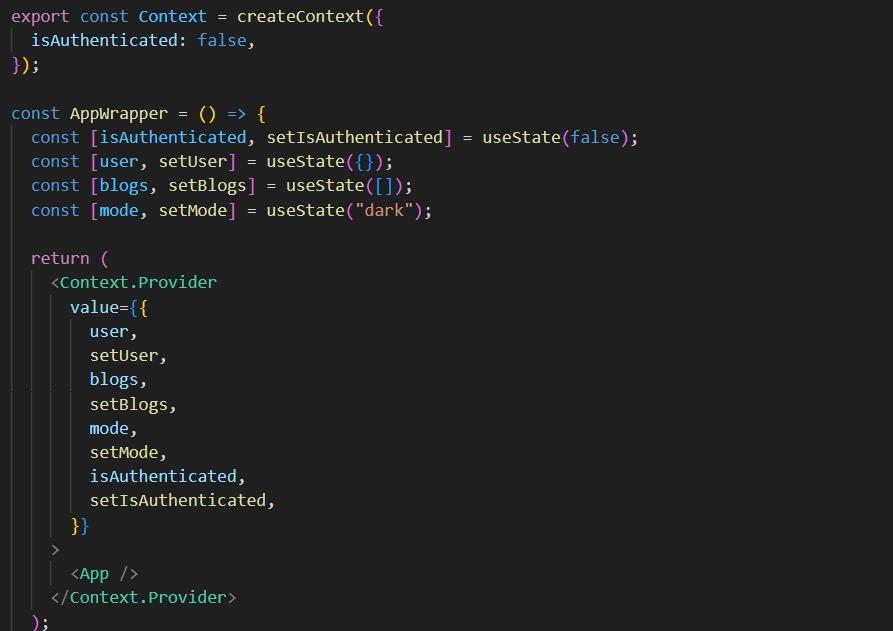 export const Context = createContext({
  isAuthenticated: false,
});

const AppWrapper = () => {
  const [isAuthenticated, setIsAuthenticated] = useState(false);
  const [user, setUser] = useState({});
  const [blogs, setBlogs] = useState([]);
  const [mode, setMode] = useState("dark");

  return (
    <Context.Provider
      value={{
        user,
        setUser,
        blogs,
        setBlogs,
        mode,
        setMode,
        isAuthenticated,
        setIsAuthenticated,
      }}
    >
      <App />
    </Context.Provider>
  );